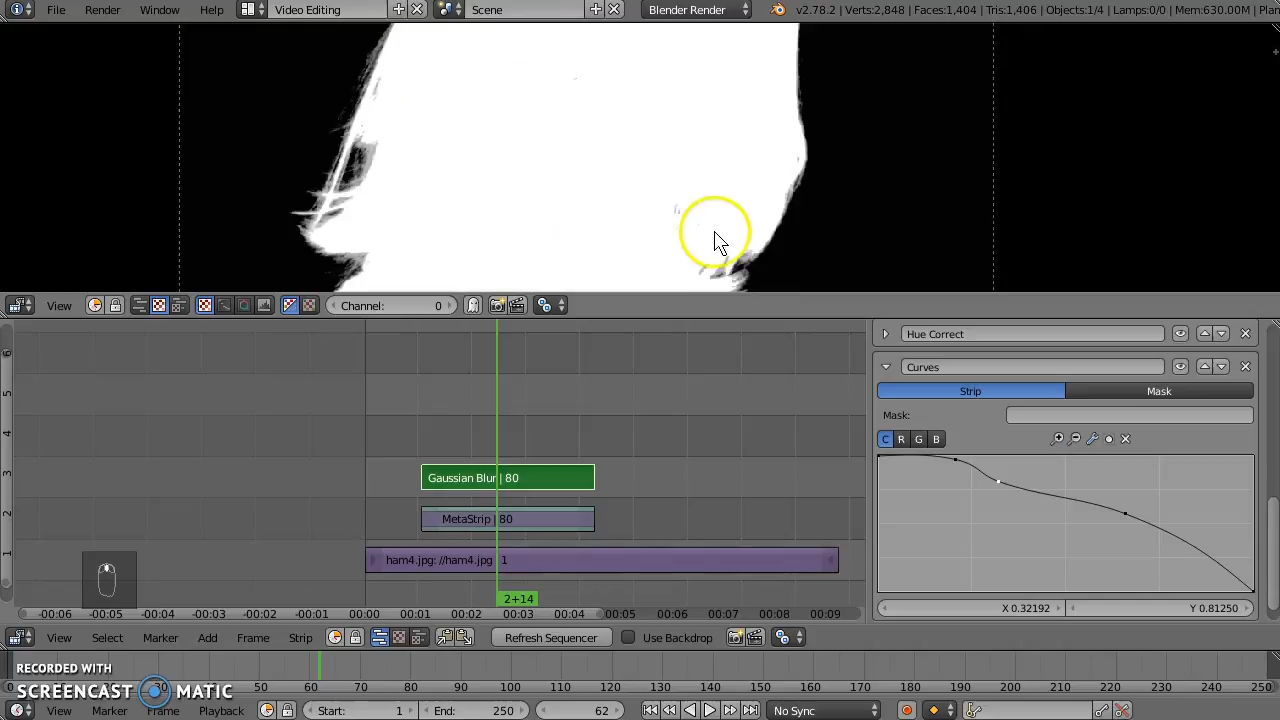 File Render Window Help Video Editing Scene Blender Render v2.78.2 | Verts:2,848 | Faces:1,404 | Tris:1,406 | Objects:1/4 | Lamps:0/0 | Mem:630.00M | Plan
View Channel: 0
Hue Correct
Curves
Strip Mask
Mask:
C R G B
X 0.32192 Y 0.81250
6
5
4
3
2
1
Gaussian Blur | 80
MetaStrip | 80
ham4.jpg: //ham4.jpg | 1
2+14
-00:06 -00:05 -00:04 -00:03 -00:02 -00:01 00:00 00:01 00:02 00:03 00:04 00:05 00:06 00:07 00:08 00:09
View Select Marker Add Frame Strip Refresh Sequencer Use Backdrop
RECORDED WITH
SCREENCAST MATIC
0 50 60 70 80 90 100 110 120 130 140 150 160 170 180 190 200 210 220 230 240 250
View Marker Frame Playback Start: 1 End: 250 62 No Sync